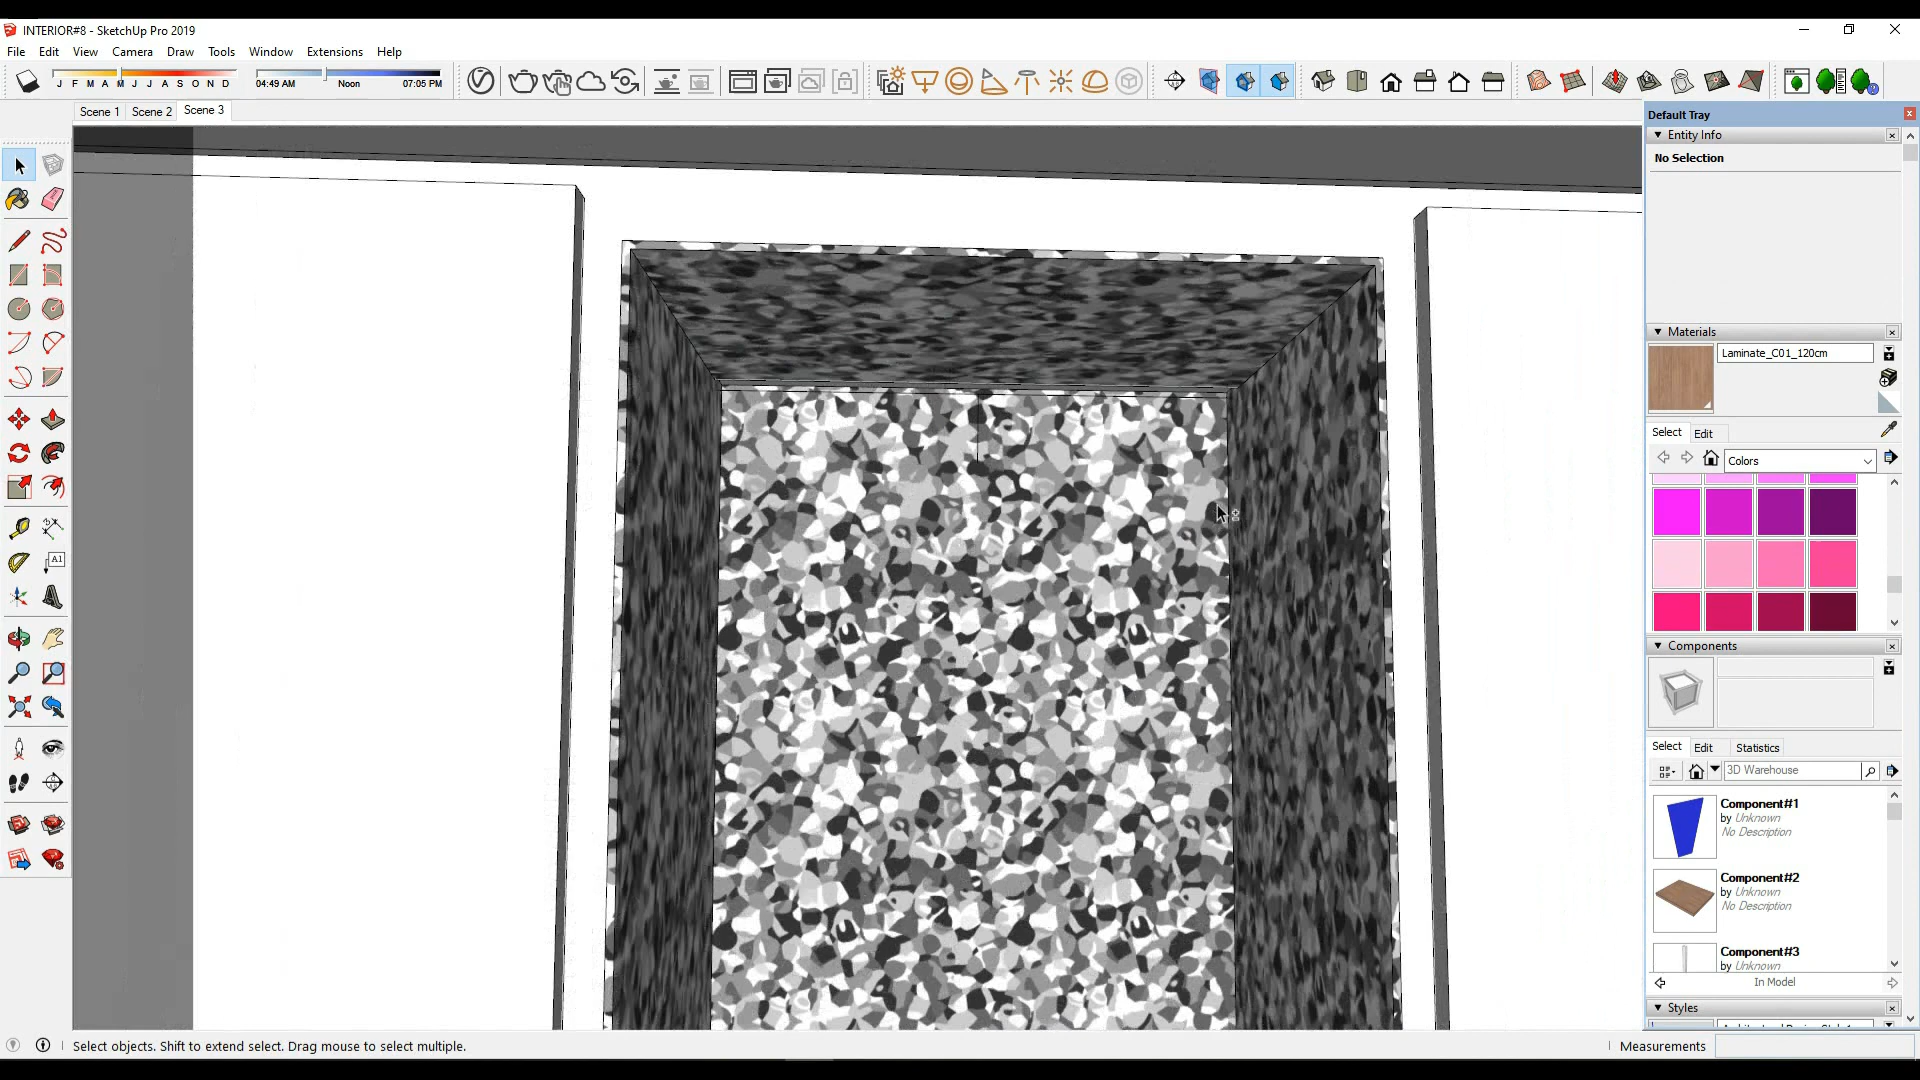 INTERIOR#8 - SketchUp Pro 2019
File Edit View Camera Draw Tools Window Extensions Help
J F M A M J J A S O N D
04:49 AM Noon 07:05 PM
Scene 1 Scene 2 Scene 3
Default Tray
Entity Info
No Selection
Materials
Laminate_C01_120cm
Select Edit
Colors
Components
Select Edit Statistics
3D Warehouse
Component#1
by Unknown
No Description
Component#2
by Unknown
No Description
Component#3
by Unknown
In Model
Styles
A1
Select objects. Shift to extend select. Drag mouse to select multiple.
Measurements